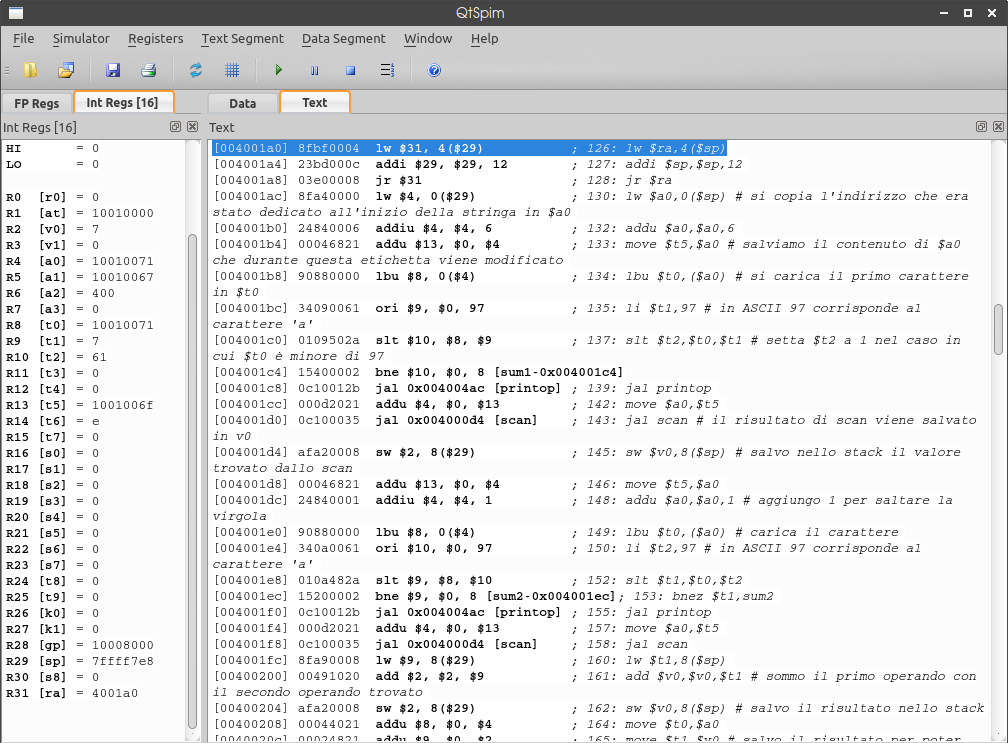 QtSpim
File Simulator Registers Text Segment Data Segment Window Help
FP Regs Int Regs [16] Data Text
Int Regs [16]
HI = 0
LO = 0
R0 [r0] = 0
R1 [at] = 10010000
R2 [v0] = 7
R3 [v1] = 0
R4 [a0] = 10010071
R5 [a1] = 10010067
R6 [a2] = 400
R7 [a3] = 0
R8 [t0] = 10010071
R9 [t1] = 7
R10 [t2] = 61
R11 [t3] = 0
R12 [t4] = 0
R13 [t5] = 1001006f
R14 [t6] = e
R15 [t7] = 0
R16 [s0] = 0
R17 [s1] = 0
R18 [s2] = 0
R19 [s3] = 0
R20 [s4] = 0
R21 [s5] = 0
R22 [s6] = 0
R23 [s7] = 0
R24 [t8] = 0
R25 [t9] = 0
R26 [k0] = 0
R27 [k1] = 0
R28 [gp] = 10008000
R29 [sp] = 7ffff7e8
R30 [s8] = 0
R31 [ra] = 4001a0
Text
[004001a0] 8fbf0004 lw $31, 4($29) ; 126: lw $ra,4($sp)
[004001a4] 23bd000c addi $29, $29, 12 ; 127: addi $sp,$sp,12
[004001a8] 03e00008 jr $31 ; 128: jr $ra
[004001ac] 8fa40000 lw $4, 0($29) ; 130: lw $a0,0($sp) # si copia l'indirizzo che era
stato dedicato all'inizio della stringa in $a0
[004001b0] 24840006 addiu $4, $4, 6 ; 132: addu $a0,$a0,6
[004001b4] 00046821 addu $13, $0, $4 ; 133: move $t5,$a0 # salviamo il contenuto di $a0
che durante questa etichetta viene modificato
[004001b8] 90880000 lbu $8, 0($4) ; 134: lbu $t0,($a0) # si carica il primo carattere
in $t0
[004001bc] 34090061 ori $9, $0, 97 ; 135: li $t1,97 # in ASCII 97 corrisponde al
carattere 'a'
[004001c0] 0109502a slt $10, $8, $9 ; 137: slt $t2,$t0,$t1 # setta $t2 a 1 nel caso in
cui $t0 è minore di 97
[004001c4] 15400002 bne $10, $0, 8 [sum1-0x004001c4]
[004001c8] 0c10012b jal 0x004004ac [printop] ; 139: jal printop
[004001cc] 000d2021 addu $4, $0, $13 ; 142: move $a0,$t5
[004001d0] 0c100035 jal 0x004000d4 [scan] ; 143: jal scan # il risultato di scan viene salvato
in v0
[004001d4] afa20008 sw $2, 8($29) ; 145: sw $v0,8($sp) # salvo nello stack il valore
trovato dallo scan
[004001d8] 00046821 addu $13, $0, $4 ; 146: move $t5,$a0
[004001dc] 24840001 addiu $4, $4, 1 ; 148: addu $a0,$a0,1 # aggiungo 1 per saltare la
virgola
[004001e0] 90880000 lbu $8, 0($4) ; 149: lbu $t0,($a0) # carica il carattere
[004001e4] 340a0061 ori $10, $0, 97 ; 150: li $t2,97 # in ASCII 97 corrisponde al
carattere 'a'
[004001e8] 010a482a slt $9, $8, $10 ; 152: slt $t1,$t0,$t2
[004001ec] 15200002 bne $9, $0, 8 [sum2-0x004001ec]; 153: bnez $t1,sum2
[004001f0] 0c10012b jal 0x004004ac [printop] ; 155: jal printop
[004001f4] 000d2021 addu $4, $0, $13 ; 157: move $a0,$t5
[004001f8] 0c100035 jal 0x004000d4 [scan] ; 158: jal scan
[004001fc] 8fa90008 lw $9, 8($29) ; 160: lw $t1,8($sp)
[00400200] 00491020 add $2, $2, $9 ; 161: add $v0,$v0,$t1 # sommo il primo operando con
il secondo operando trovato
[00400204] afa20008 sw $2, 8($29) ; 162: sw $v0,8($sp) # salvo il risultato nello stack
[00400208] 00044021 addu $8, $0, $4 ; 164: move $t0,$a0
[0040020c] 00024821 addu $9, $0, $2 ; 165: move $t1,$v0 # salvo il risultato per poter